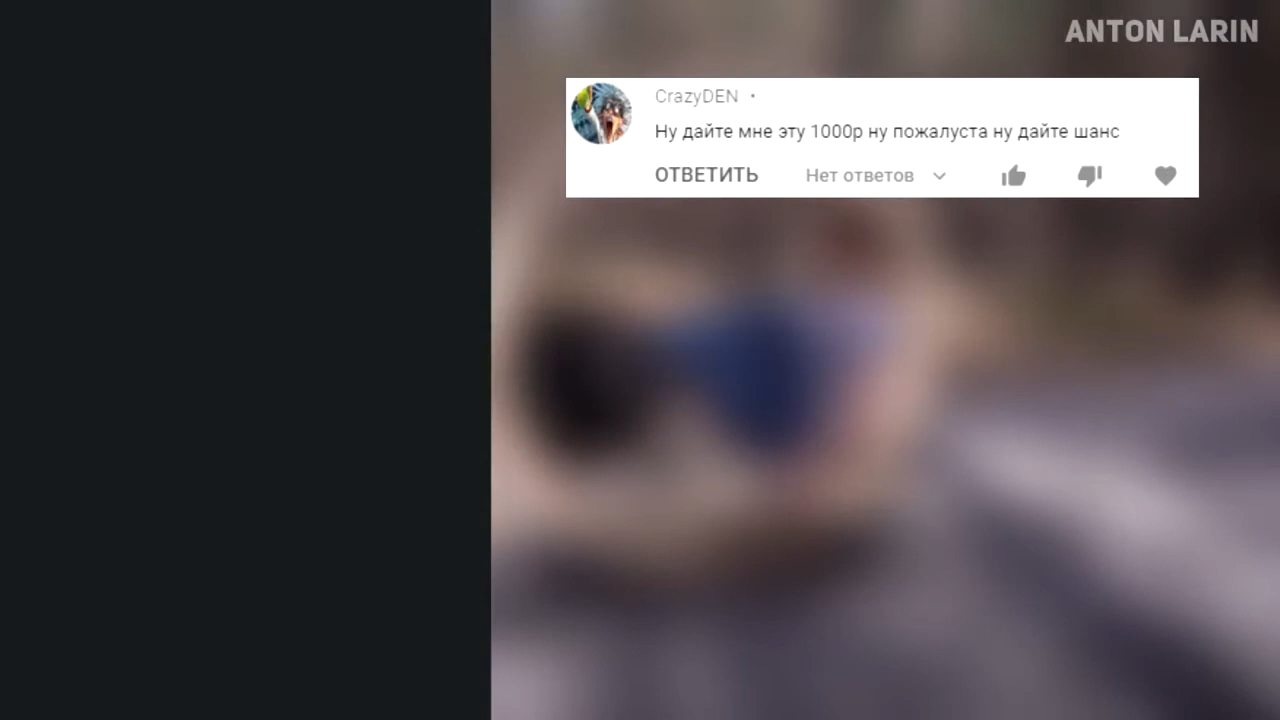 ANTON LARIN
CrazyDEN •
Ну дайте мне эту 1000р ну пожалуста ну дайте шанс
ОТВЕТИТЬ Нет ответов